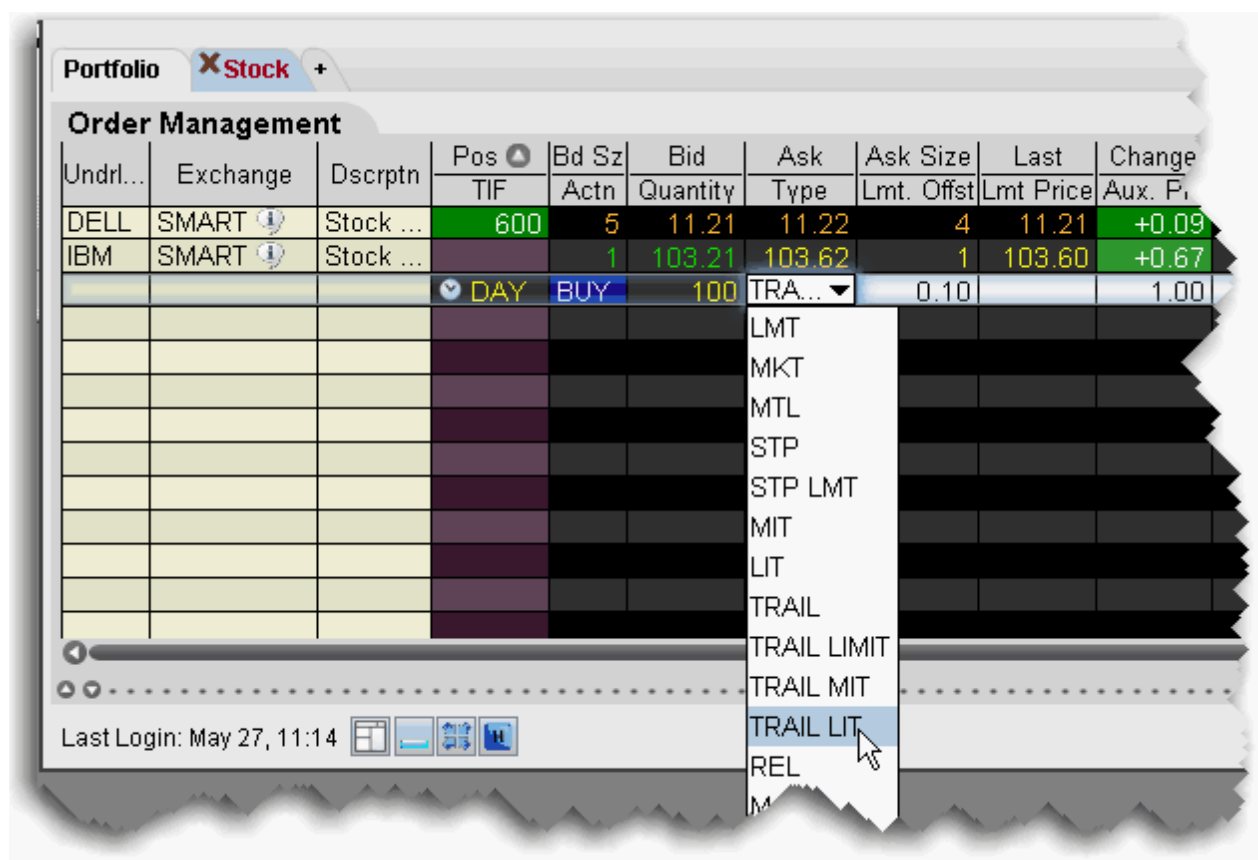 Portfolio Stock +
Order Management
Undrl... Exchange Dscrptn Pos Bd Sz Bid Ask Ask Size Last Change
TIF Actn Quantity Type Lmt. Offst Lmt Price Aux.
DELL SMART Stock ... 600 5 11.21 11.22 4 11.21 +0.09
IBM SMART Stock ... 1 103.21 103.62 1 103.60 +0.67
DAY BUY 100 TRA... 0.10 1.00
LMT
MKT
MTL
STP
STP LMT
MIT
LIT
TRAIL
TRAIL LIMIT
TRAIL MIT
TRAIL LIT
REL
Last Login: May 27, 11:14 H